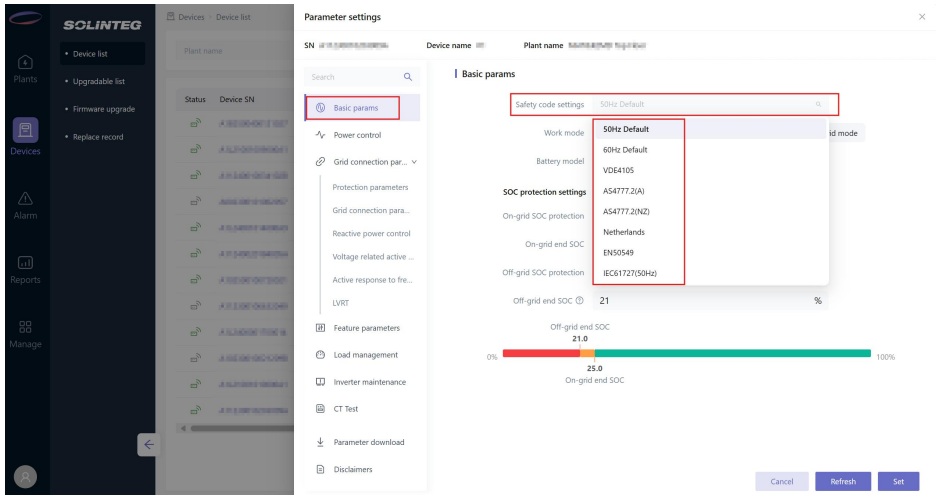 SOLINTEG
Plants
Devices
Alarm
Reports
Manage
Device list
Upgradable list
Firmware upgrade
Replace record
Devices
Device list
Plant name
Status Device SN
Parameter settings
SN
Device name
Plant name
Search
Basic params
Power control
Grid connection par...
Protection parameters
Grid connection para...
Reactive power control
Voltage related active ...
Active response to fre...
LVRT
Feature parameters
Load management
Inverter maintenance
CT Test
Parameter download
Disclaimers
Basic params
Safety code settings 50Hz Default
Work mode
id mode
Battery model
SOC protection settings
On-grid SOC protection
On-grid end SOC
Off-grid SOC protection
50Hz Default
60Hz Default
VDE4105
AS4777.2(A)
AS4777.2(NZ)
Netherlands
EN50549
IEC61727(50Hz)
Off-grid end SOC 21 %
Off-grid end SOC
21.0
0% 100%
25.0
On-grid end SOC
Cancel Refresh Set